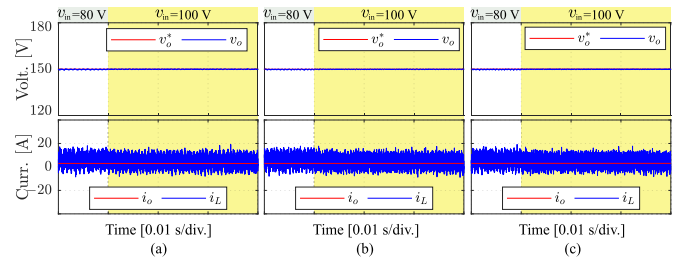 v_in=80 V v_in=100 V v_in=80 V v_in=100 V v_in=80 V v_in=100 V
180
v_o^* v_o v_o^* v_o v_o^* v_o
Volt. [V]
150
120
20
Curr. [A]
0
−20
i_o i_L i_o i_L i_o i_L
Time [0.01 s/div.] Time [0.01 s/div.] Time [0.01 s/div.]
(a) (b) (c)